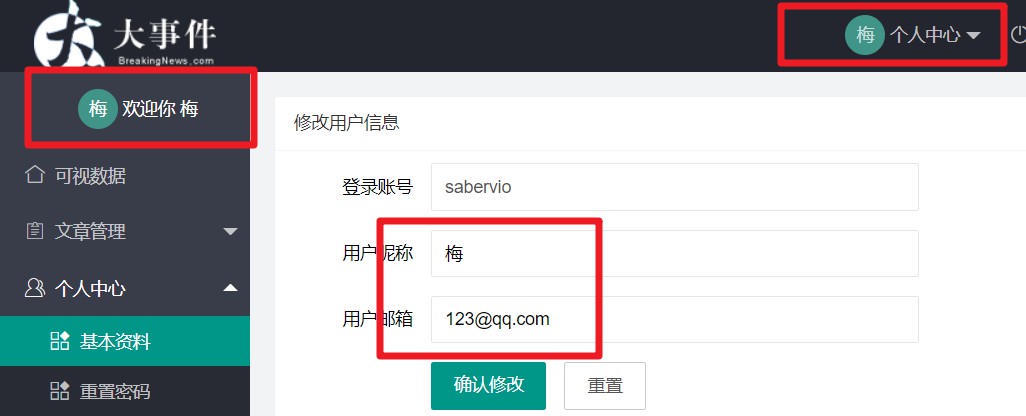 大事件
BreakingNews.com
梅 个人中心
梅 欢迎你 梅
可视数据
文章管理
个人中心
基本资料
重置密码
修改用户信息
登录账号 sabervio
用户昵称 梅
用户邮箱 123@qq.com
确认修改 重置